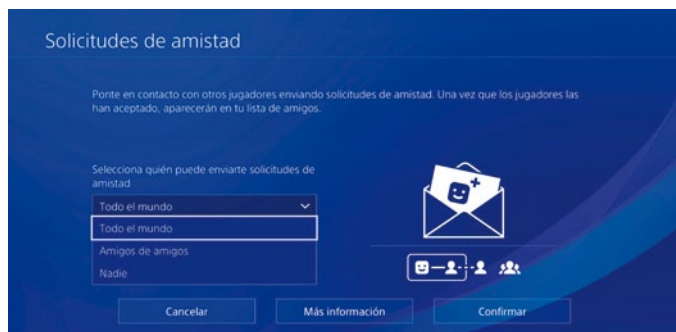 Solicitudes de amistad
Ponte en contacto con otros jugadores enviando solicitudes de amistad. Una vez que los jugadores las
han aceptado, aparecerán en tu lista de amigos.
Selecciona quién puede enviarte solicitudes de
amistad
Todo el mundo
Todo el mundo
Amigos de amigos
Nadie
Cancelar
Más información
Confirmar